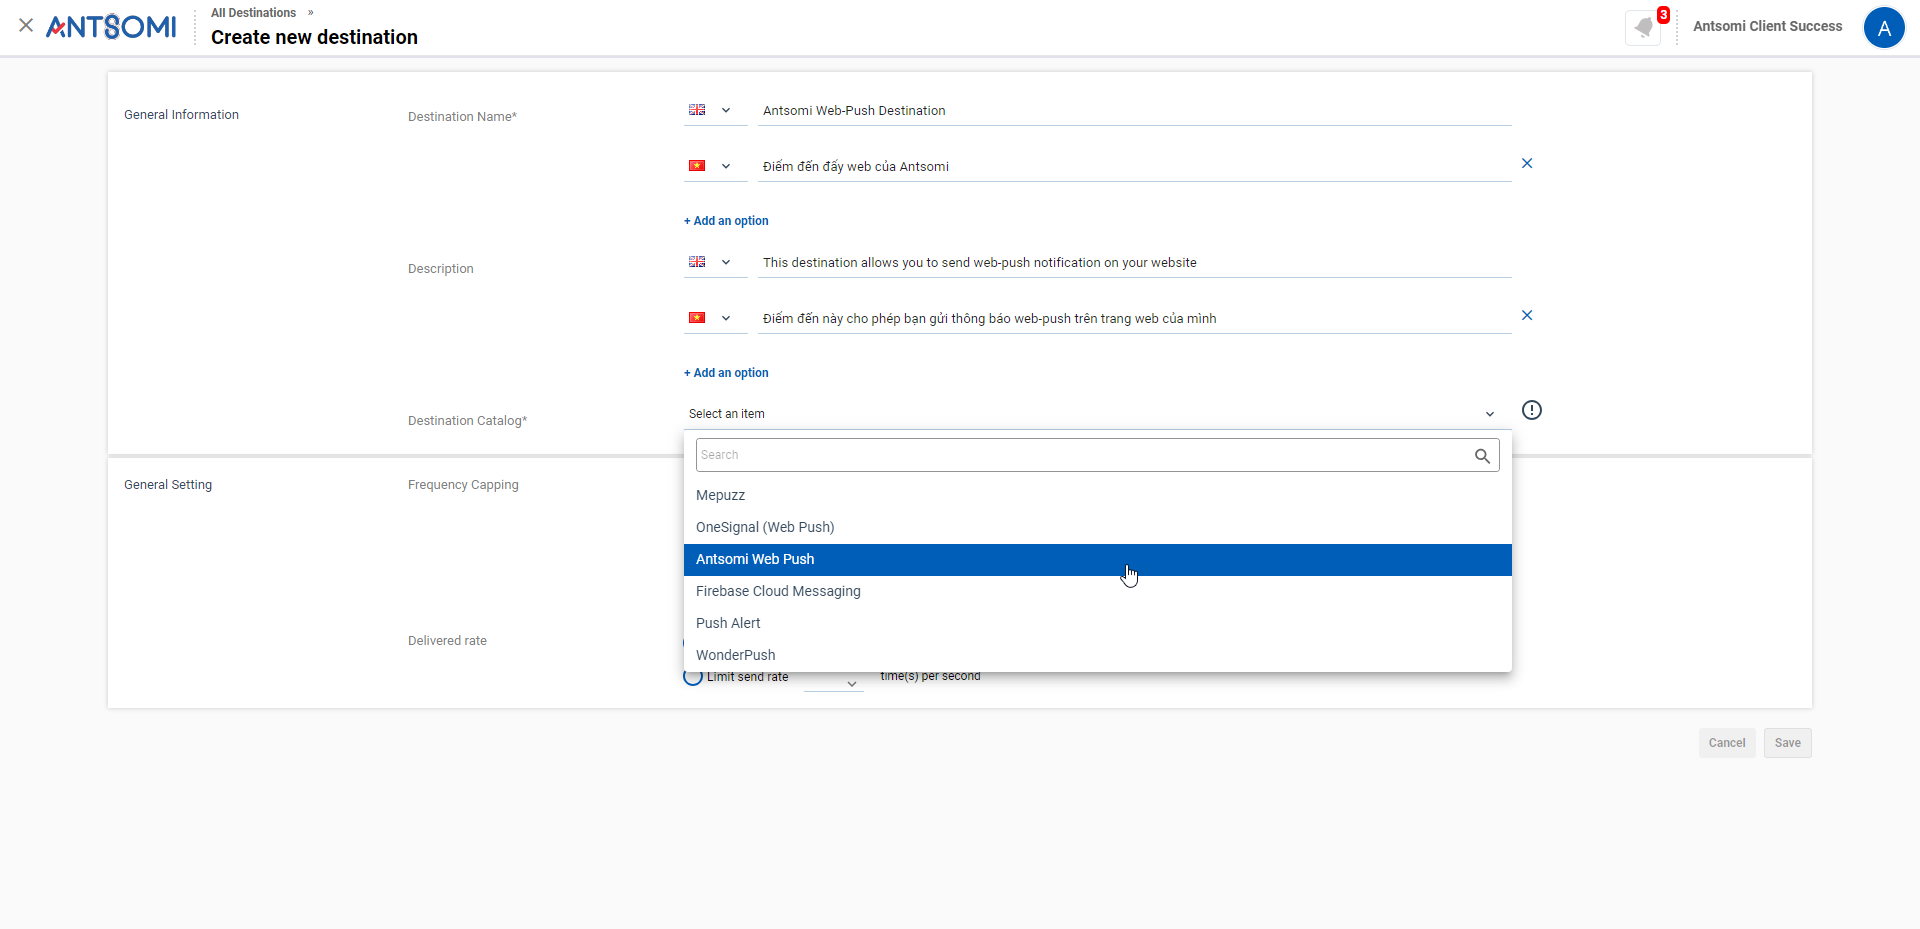 ANTSOMI
All Destinations »
Create new destination
3
Antsomi Client Success
A
General Information
Destination Name*
Antsomi Web-Push Destination
Điểm đến đẩy web của Antsomi
+ Add an option
Description
This destination allows you to send web-push notification on your website
Điểm đến này cho phép bạn gửi thông báo web-push trên trang web của mình
+ Add an option
Destination Catalog*
Select an item
Search
Mepuzz
OneSignal (Web Push)
Antsomi Web Push
Firebase Cloud Messaging
Push Alert
WonderPush
General Setting
Frequency Capping
Delivered rate
Limit send rate
time(s) per second
Cancel
Save